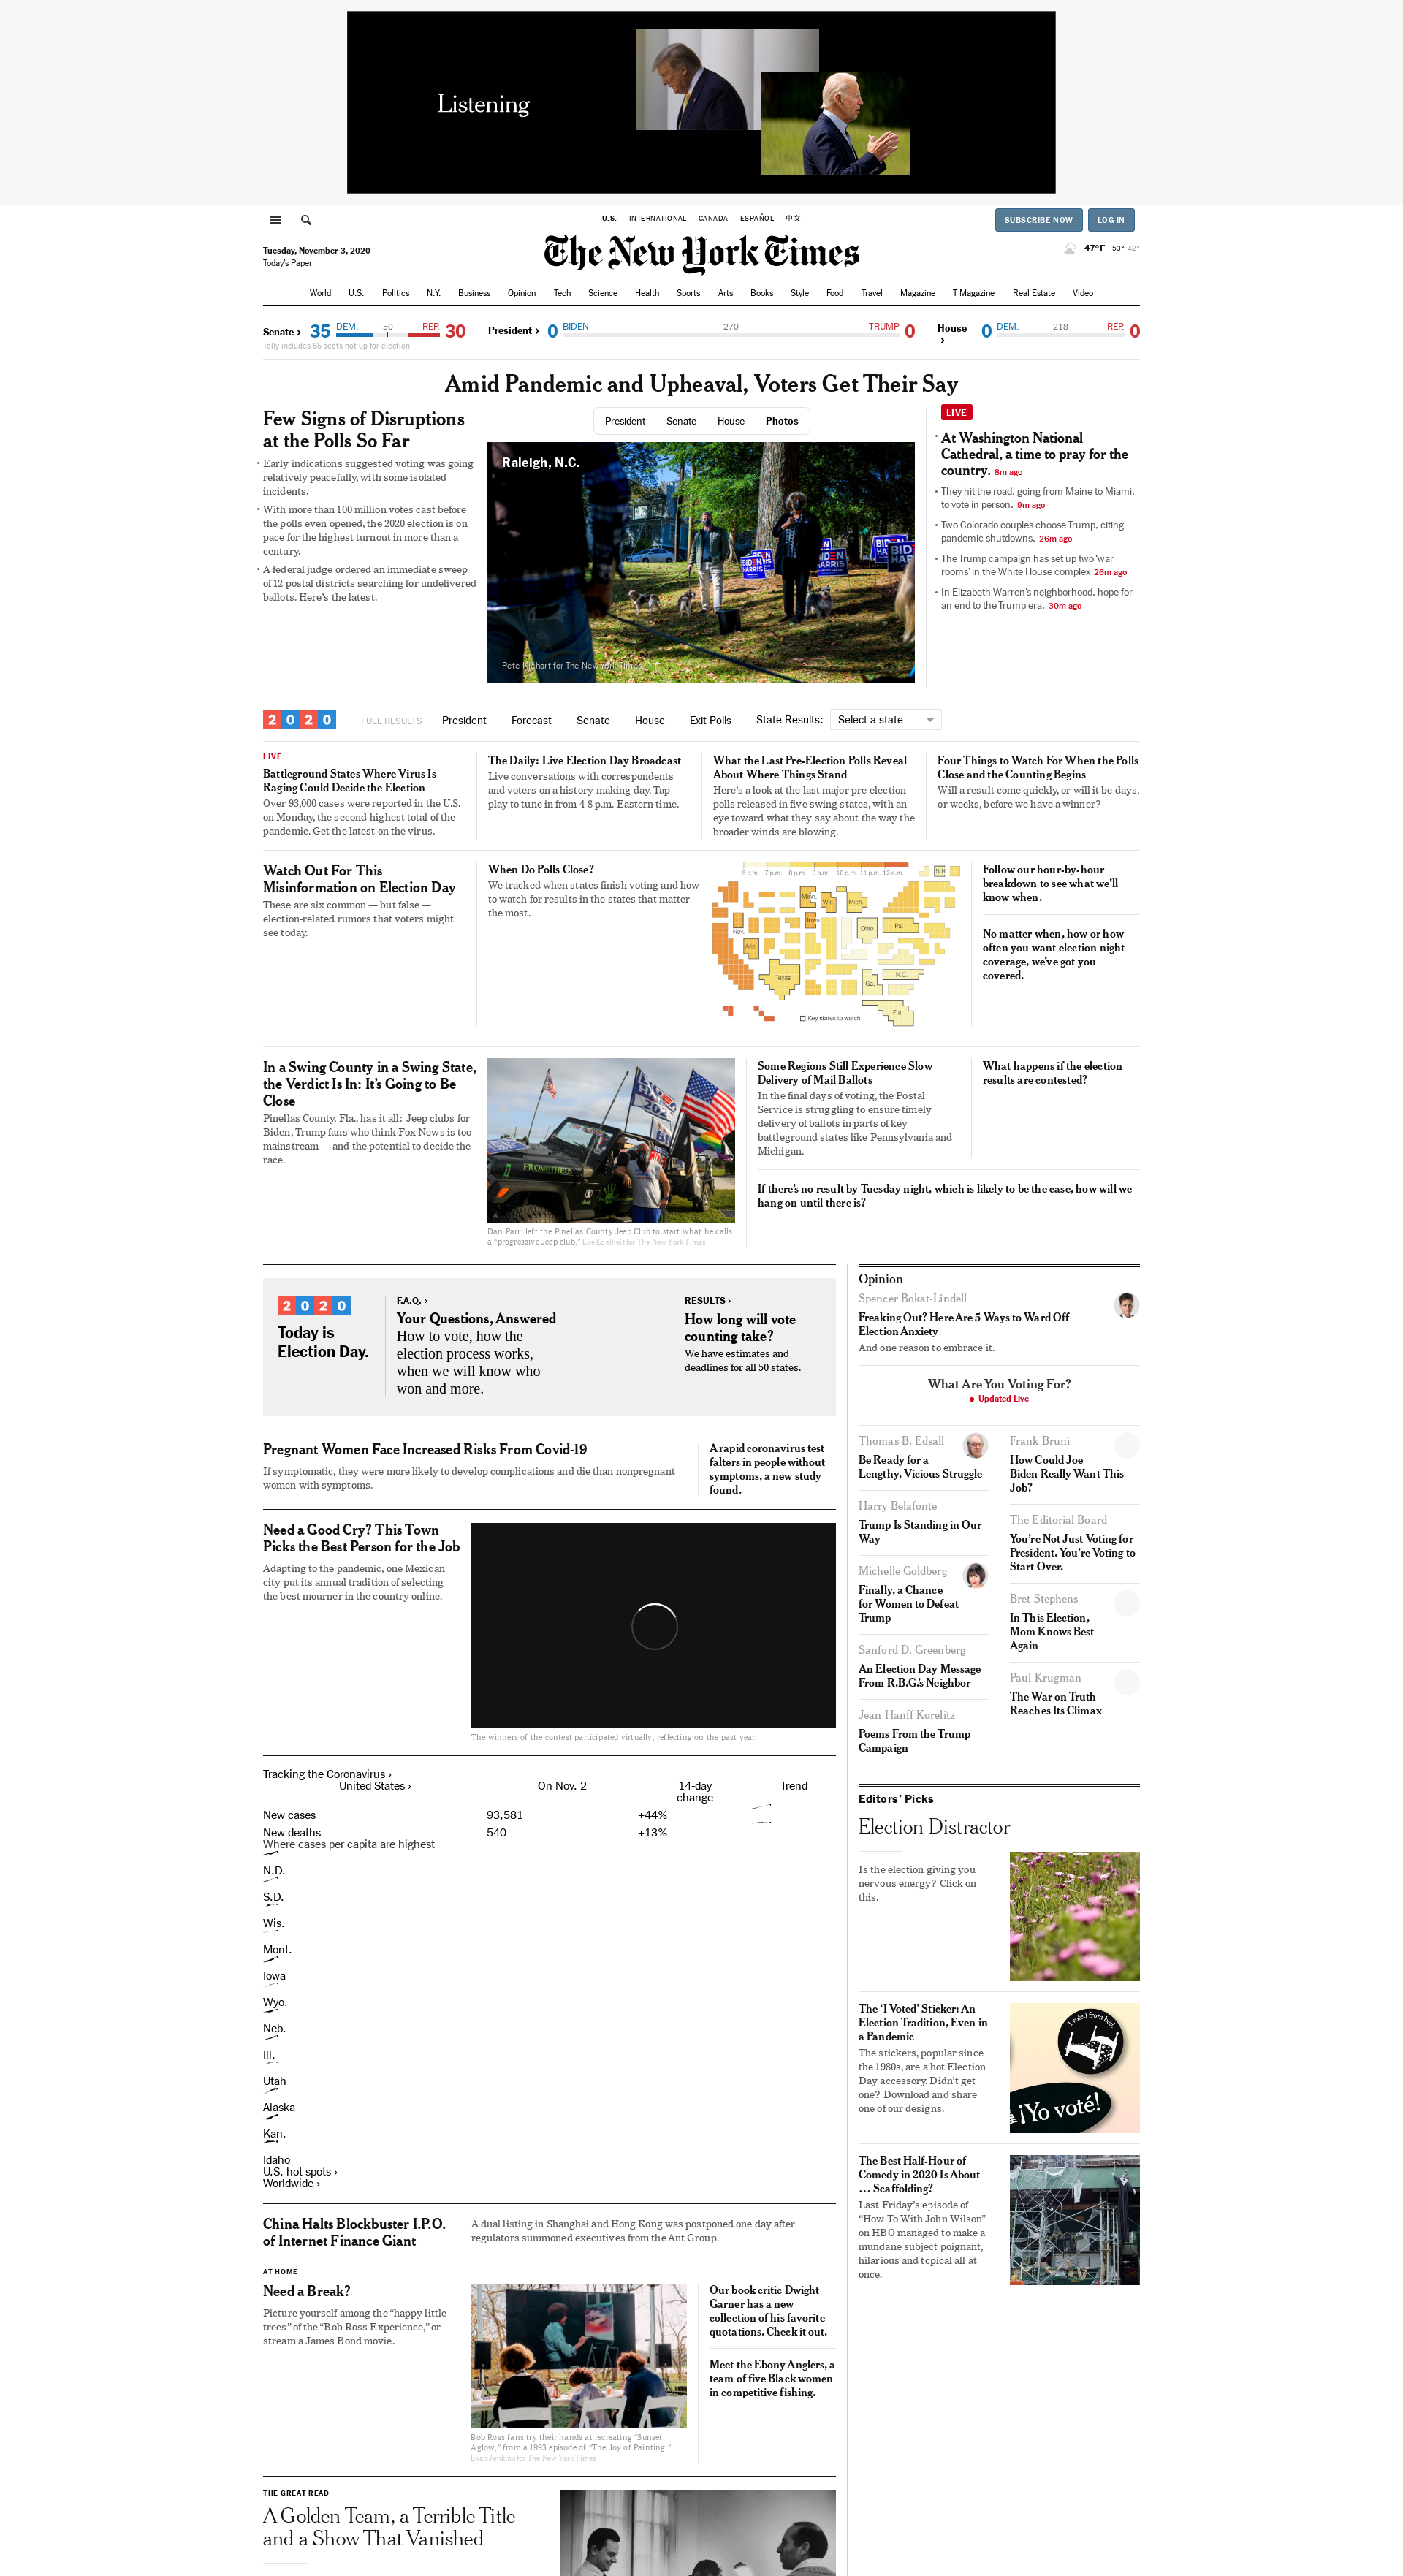 Listening
U.S. INTERNATIONAL CANADA ESPAÑOL 中文
SUBSCRIBE NOW LOG IN
Tuesday, November 3, 2020
Today's Paper
The New York Times
47°F 53° 42°
World U.S. Politics N.Y. Business Opinion Tech Science Health Sports Arts Books Style Food Travel Magazine T Magazine Real Estate Video
Senate › 35 DEM. 50 REP. 30
Tally includes 65 seats not up for election.
President › 0 BIDEN 270 TRUMP 0
House › 0 DEM. 218 REP. 0
Amid Pandemic and Upheaval, Voters Get Their Say
Few Signs of Disruptions
at the Polls So Far
Early indications suggested voting was going
relatively peacefully, with some isolated
incidents.
With more than 100 million votes cast before
the polls even opened, the 2020 election is on
pace for the highest turnout in more than a
century.
A federal judge ordered an immediate sweep
of 12 postal districts searching for undelivered
ballots. Here's the latest.
President Senate House Photos
Raleigh, N.C.
BIDEN HARRIS
Pete Kiehart for The New York Times
LIVE
At Washington National
Cathedral, a time to pray for the
country. 8m ago
They hit the road, going from Maine to Miami,
to vote in person. 9m ago
Two Colorado couples choose Trump, citing
pandemic shutdowns. 26m ago
The Trump campaign has set up two 'war
rooms' in the White House complex 26m ago
In Elizabeth Warren's neighborhood, hope for
an end to the Trump era. 30m ago
2020 FULL RESULTS President Forecast Senate House Exit Polls State Results: Select a state
LIVE
Battleground States Where Virus Is
Raging Could Decide the Election
Over 93,000 cases were reported in the U.S.
on Monday, the second-highest total of the
pandemic. Get the latest on the virus.
The Daily: Live Election Day Broadcast
Live conversations with correspondents
and voters on a history-making day. Tap
play to tune in from 4-8 p.m. Eastern time.
What the Last Pre-Election Polls Reveal
About Where Things Stand
Here's a look at the last major pre-election
polls released in five swing states, with an
eye toward what they say about the way the
broader winds are blowing.
Four Things to Watch For When the Polls
Close and the Counting Begins
Will a result come quickly, or will it be days,
or weeks, before we have a winner?
Watch Out For This
Misinformation on Election Day
These are six common — but false —
election-related rumors that voters might
see today.
When Do Polls Close?
We tracked when states finish voting and how
to watch for results in the states that matter
the most.
6 p.m. 7 p.m. 8 p.m. 9 p.m. 10 p.m. 11 p.m. 12 a.m.
N.H.
Minn. Wis. Mich.
Nev. Iowa Ohio Pa.
Ariz. Texas N.C.
Ga. Fla.
Key states to watch
Follow our hour-by-hour
breakdown to see what we'll
know when.
No matter when, how or how
often you want election night
coverage, we've got you
covered.
In a Swing County in a Swing State,
the Verdict Is In: It's Going to Be
Close
Pinellas County, Fla., has it all: Jeep clubs for
Biden, Trump fans who think Fox News is too
mainstream — and the potential to decide the
race.
PROMETHEUS
Dan Parri left the Pinellas County Jeep Club to start what he calls
a "progressive Jeep club." Eve Edelheit for The New York Times
Some Regions Still Experience Slow
Delivery of Mail Ballots
In the final days of voting, the Postal
Service is struggling to ensure timely
delivery of ballots in parts of key
battleground states like Pennsylvania and
Michigan.
What happens if the election
results are contested?
If there's no result by Tuesday night, which is likely to be the case, how will we
hang on until there is?
2020
Today is
Election Day.
F.A.Q. ›
Your Questions, Answered
How to vote, how the
election process works,
when we will know who
won and more.
RESULTS ›
How long will vote
counting take?
We have estimates and
deadlines for all 50 states.
Pregnant Women Face Increased Risks From Covid-19
If symptomatic, they were more likely to develop complications and die than nonpregnant
women with symptoms.
A rapid coronavirus test
falters in people without
symptoms, a new study
found.
Need a Good Cry? This Town
Picks the Best Person for the Job
Adapting to the pandemic, one Mexican
city put its annual tradition of selecting
the best mourner in the country online.
The winners of the contest participated virtually, reflecting on the past year.
Tracking the Coronavirus ›
United States › On Nov. 2 14-day change Trend
New cases 93,581 +44%
New deaths 540 +13%
Where cases per capita are highest
N.D.
S.D.
Wis.
Mont.
Iowa
Wyo.
Neb.
Ill.
Utah
Alaska
Kan.
Idaho
U.S. hot spots ›
Worldwide ›
China Halts Blockbuster I.P.O.
of Internet Finance Giant
A dual listing in Shanghai and Hong Kong was postponed one day after
regulators summoned executives from the Ant Group.
AT HOME
Need a Break?
Picture yourself among the "happy little
trees" of the "Bob Ross Experience," or
stream a James Bond movie.
Bob Ross fans try their hands at recreating "Sunset
Aglow," from a 1993 episode of "The Joy of Painting."
Evan Jenkins for The New York Times
Our book critic Dwight
Garner has a new
collection of his favorite
quotations. Check it out.
Meet the Ebony Anglers, a
team of five Black women
in competitive fishing.
THE GREAT READ
A Golden Team, a Terrible Title
and a Show That Vanished
Opinion
Spencer Bokat-Lindell
Freaking Out? Here Are 5 Ways to Ward Off
Election Anxiety
And one reason to embrace it.
What Are You Voting For?
Updated Live
Thomas B. Edsall
Be Ready for a
Lengthy, Vicious Struggle
Harry Belafonte
Trump Is Standing in Our
Way
Michelle Goldberg
Finally, a Chance
for Women to Defeat
Trump
Sanford D. Greenberg
An Election Day Message
From R.B.G.'s Neighbor
Jean Hanff Korelitz
Poems From the Trump
Campaign
Frank Bruni
How Could Joe
Biden Really Want This
Job?
The Editorial Board
You're Not Just Voting for
President. You're Voting to
Start Over.
Bret Stephens
In This Election,
Mom Knows Best —
Again
Paul Krugman
The War on Truth
Reaches Its Climax
Editors' Picks
Election Distractor
Is the election giving you
nervous energy? Click on
this.
The 'I Voted' Sticker: An
Election Tradition, Even in
a Pandemic
The stickers, popular since
the 1980s, are a hot Election
Day accessory. Didn't get
one? Download and share
one of our designs.
I voted from bed.
¡Yo voté!
The Best Half-Hour of
Comedy in 2020 Is About
… Scaffolding?
Last Friday's episode of
"How To With John Wilson"
on HBO managed to make a
mundane subject poignant,
hilarious and topical all at
once.